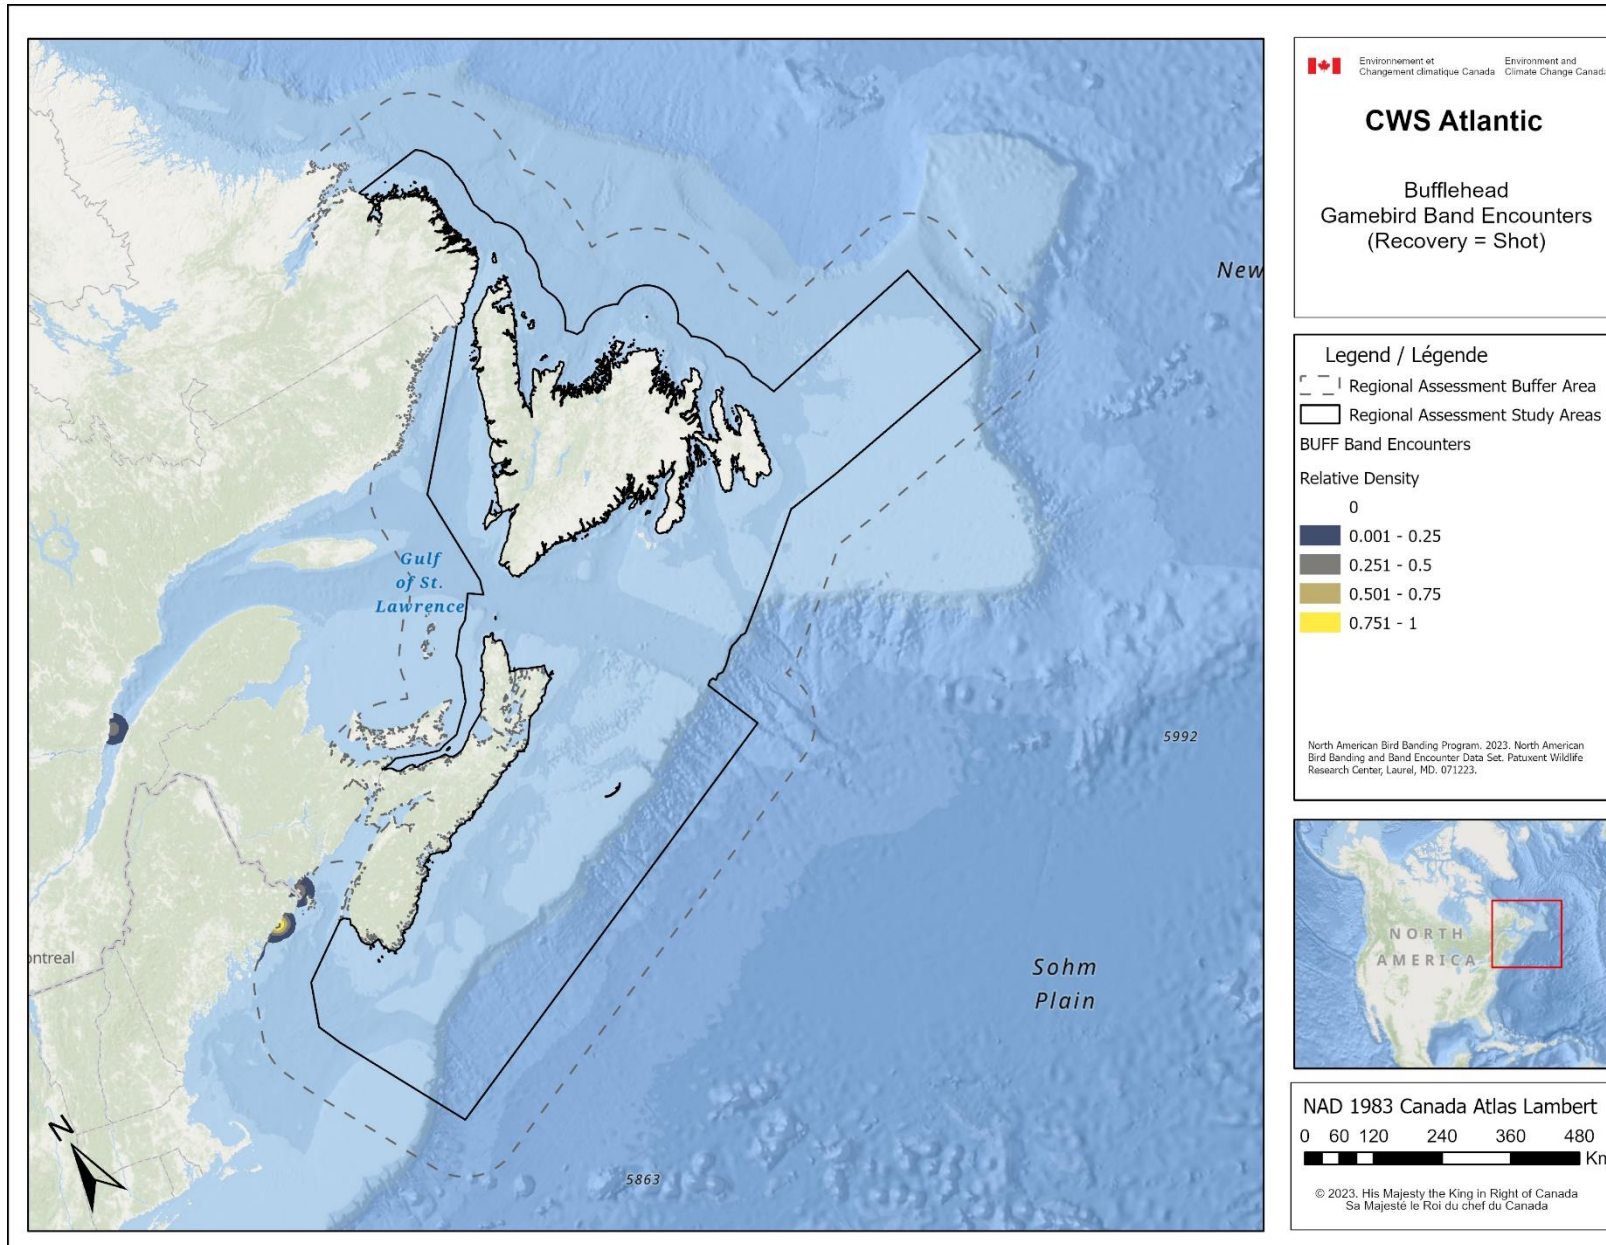 New
Gulf
of St.
Lawrence
5992
ontreal
Sohm
Plain
5863
N
Environnement et
Changement climatique Canada
Environment and
Climate Change Canada
CWS Atlantic
Bufflehead
Gamebird Band Encounters
(Recovery = Shot)
Legend / Légende
Regional Assessment Buffer Area
Regional Assessment Study Areas
BUFF Band Encounters
Relative Density
0
0.001 - 0.25
0.251 - 0.5
0.501 - 0.75
0.751 - 1
North American Bird Banding Program. 2023. North American
Bird Banding and Band Encounter Data Set. Patuxent Wildlife
Research Center, Laurel, MD. 071223.
NORTH
AMERICA
NAD 1983 Canada Atlas Lambert
0 60 120 240 360 480
Km
© 2023. His Majesty the King in Right of Canada
Sa Majesté le Roi du chef du Canada